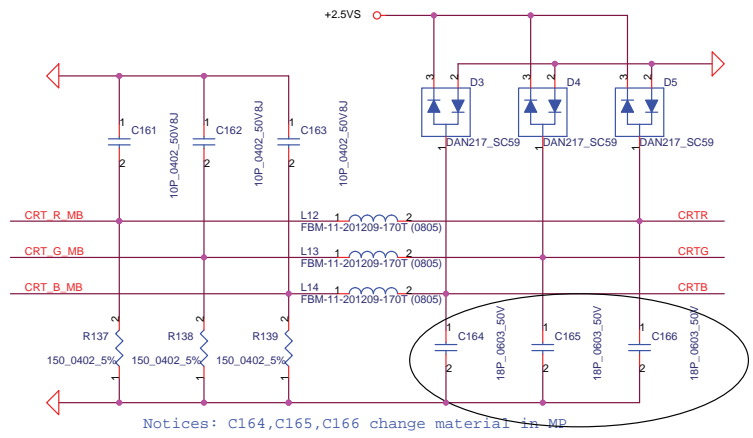 +2.5VS
3 2 D3
3 2 D4
3 2 D5
1 C161 2
10P_0402_50V8J
1 C162 2
10P_0402_50V8J
1 C163 2
10P_0402_50V8J
1 DAN217_SC59
1 DAN217_SC59
1 DAN217_SC59
CRT_R_MB
L12 1 2
FBM-11-201209-170T (0805)
CRTR
CRT_G_MB
L13 1 2
FBM-11-201209-170T (0805)
CRTG
CRT_B_MB
L14 1 2
FBM-11-201209-170T (0805)
CRTB
2 R137 1
150_0402_5%
2 R138 1
150_0402_5%
2 R139 1
150_0402_5%
1 C164 2
18P_0603_50V
1 C165 2
18P_0603_50V
1 C166 2
18P_0603_50V
Notices: C164,C165,C166 change material in MP